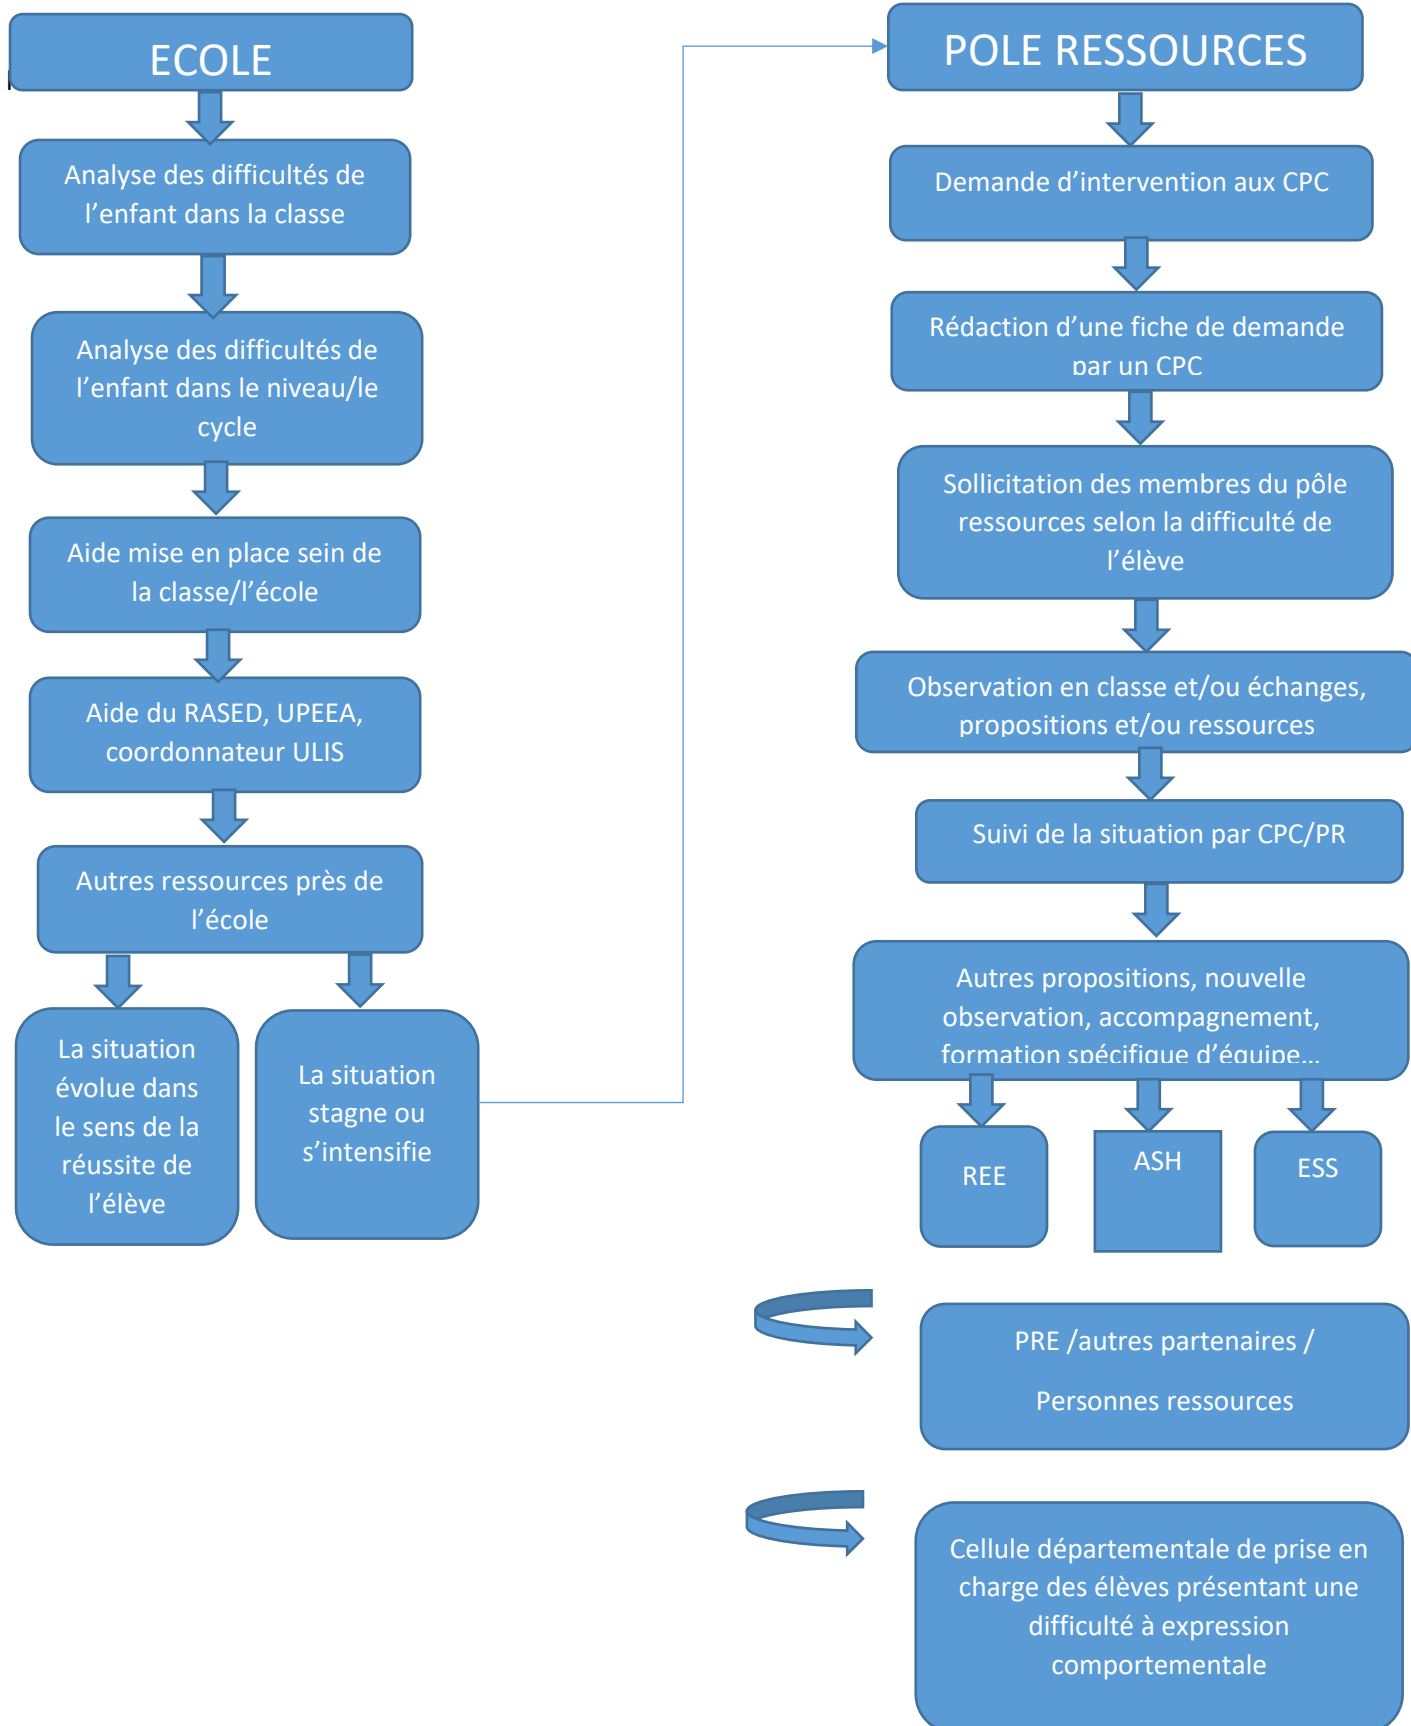 ECOLE
Analyse des difficultés de
l’enfant dans la classe
Analyse des difficultés de
l’enfant dans le niveau/le
cycle
Aide mise en place sein de
la classe/l’école
Aide du RASED, UPEEA,
coordonnateur ULIS
Autres ressources près de
l’école
La situation
évolue dans
le sens de la
réussite de
l’élève
La situation
stagne ou
s’intensifie
POLE RESSOURCES
Demande d’intervention aux CPC
Rédaction d’une fiche de demande
par un CPC
Sollicitation des membres du pôle
ressources selon la difficulté de
l’élève
Observation en classe et/ou échanges,
propositions et/ou ressources
Suivi de la situation par CPC/PR
Autres propositions, nouvelle
observation, accompagnement,
formation spécifique d’équipe…
REE
ASH
ESS
PRE /autres partenaires /
Personnes ressources
Cellule départementale de prise en
charge des élèves présentant une
difficulté à expression
comportementale